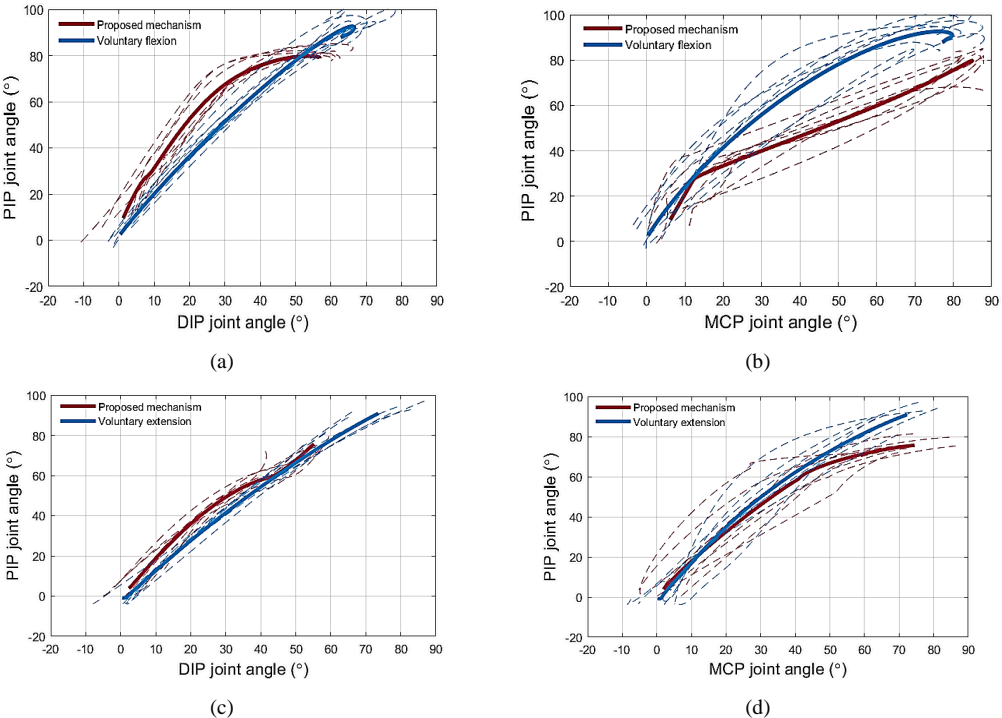 100
80
60
40
20
0
-20
PIP joint angle (°)
Proposed mechanism
Voluntary flexion
-20 -10 0 10 20 30 40 50 60 70 80 90
DIP joint angle (°)
(a)
100
80
60
40
20
0
-20
PIP joint angle (°)
Proposed mechanism
Voluntary flexion
-20 -10 0 10 20 30 40 50 60 70 80 90
MCP joint angle (°)
(b)
100
80
60
40
20
0
-20
PIP joint angle (°)
Proposed mechanism
Voluntary extension
-20 -10 0 10 20 30 40 50 60 70 80 90
DIP joint angle (°)
(c)
100
80
60
40
20
0
-20
PIP joint angle (°)
Proposed mechanism
Voluntary extension
-20 -10 0 10 20 30 40 50 60 70 80 90
MCP joint angle (°)
(d)